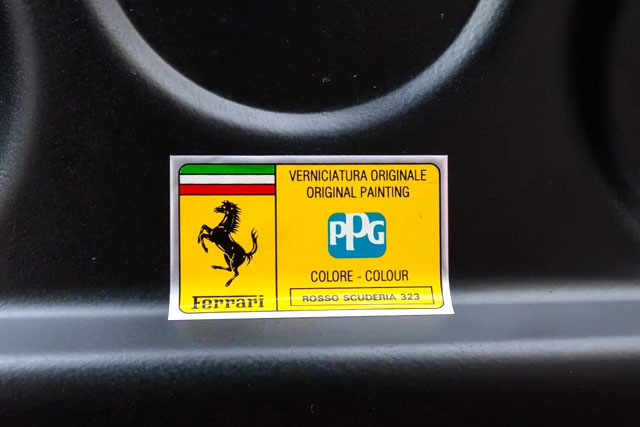 VERNICIATURA ORIGINALE
ORIGINAL PAINTING
PPG
COLORE - COLOUR
Ferrari
ROSSO SCUDERIA 323